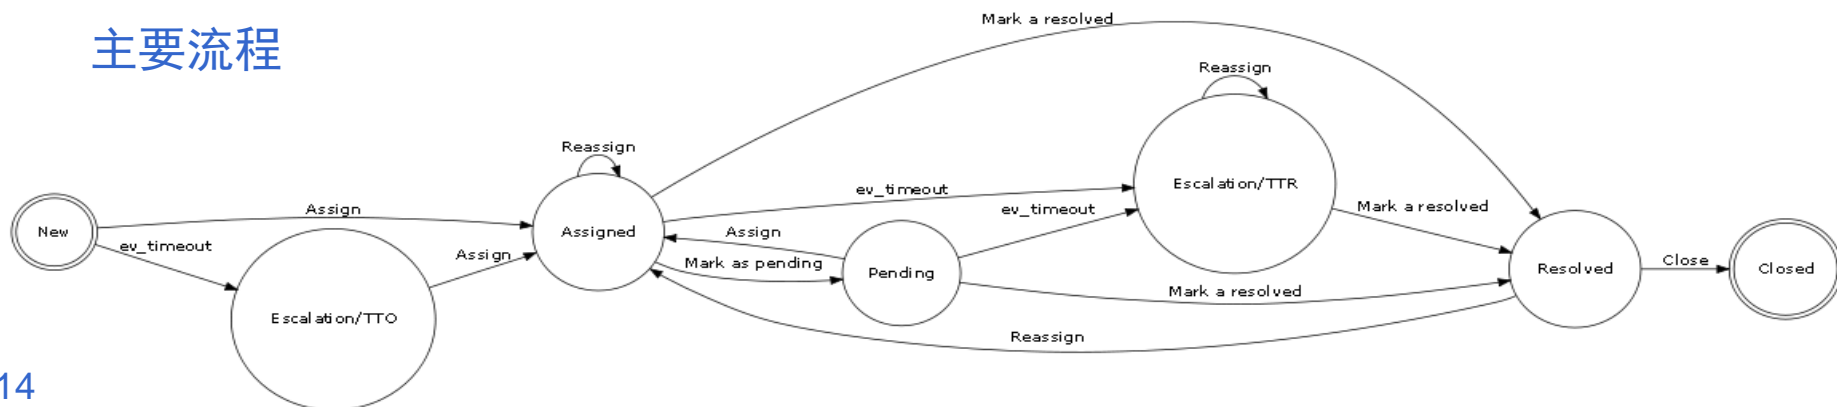 主要流程
Mark a resolved
Reassign
Reassign
Escalation/TTR
ev_timeout
ev_timeout
Mark a resolved
New
Assign
ev_timeout
Assigned
Assign
Assign
Mark as pending
Pending
Resolved
Close
Closed
Mark a resolved
Escalation/TTO
Reassign
14